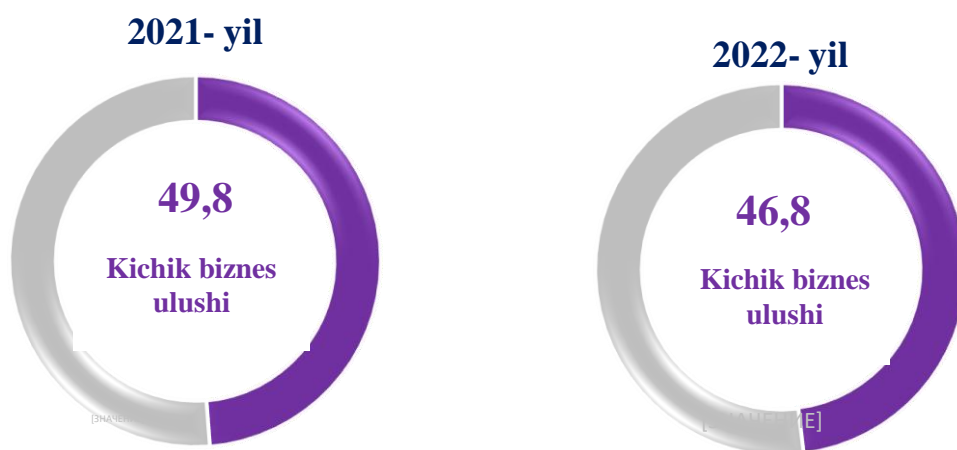 2021- yil
49,8
Kichik biznes
ulushi
2022- yil
46,8
Kichik biznes
ulushi